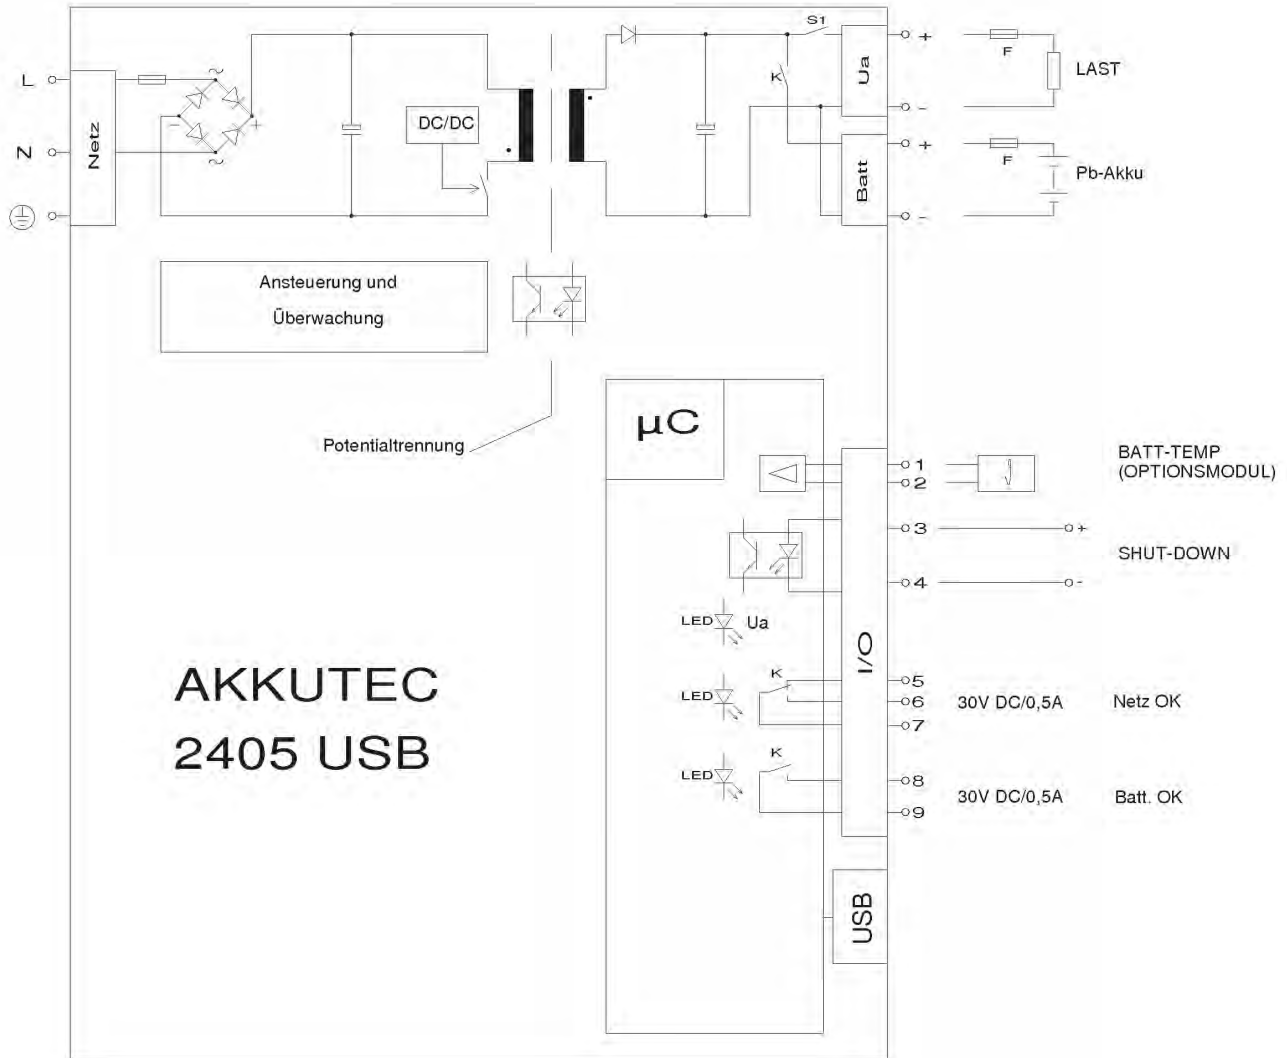 S1
+
F
LAST
L
Ua
K
DC/DC
Netz
-
+
-
Z
Batt
+
F
Pb-Akku
-
Ansteuerung und
Überwachung
µC
Potentialtrennung
1
2
BATT-TEMP
(OPTIONSMODUL)
3
+
SHUT-DOWN
4
-
LED
Ua
I/O
AKKUTEC
2405 USB
K
LED
5
6
7
30V DC/0,5A
Netz OK
K
LED
8
9
30V DC/0,5A
Batt. OK
USB